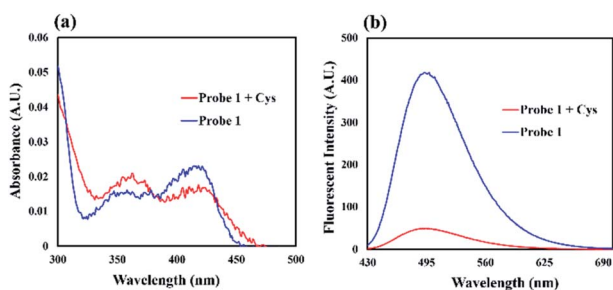 (a)
0.06
0.05
0.04
0.03
0.02
0.01
0
Absorbance (A.U.)
Probe 1 + Cys
Probe 1
300
350
400
450
500
Wavelength (nm)
(b)
500
400
300
200
100
0
Fluorescent Intensity (A.U.)
Probe 1 + Cys
Probe 1
430
495
560
625
690
Wavelength (nm)